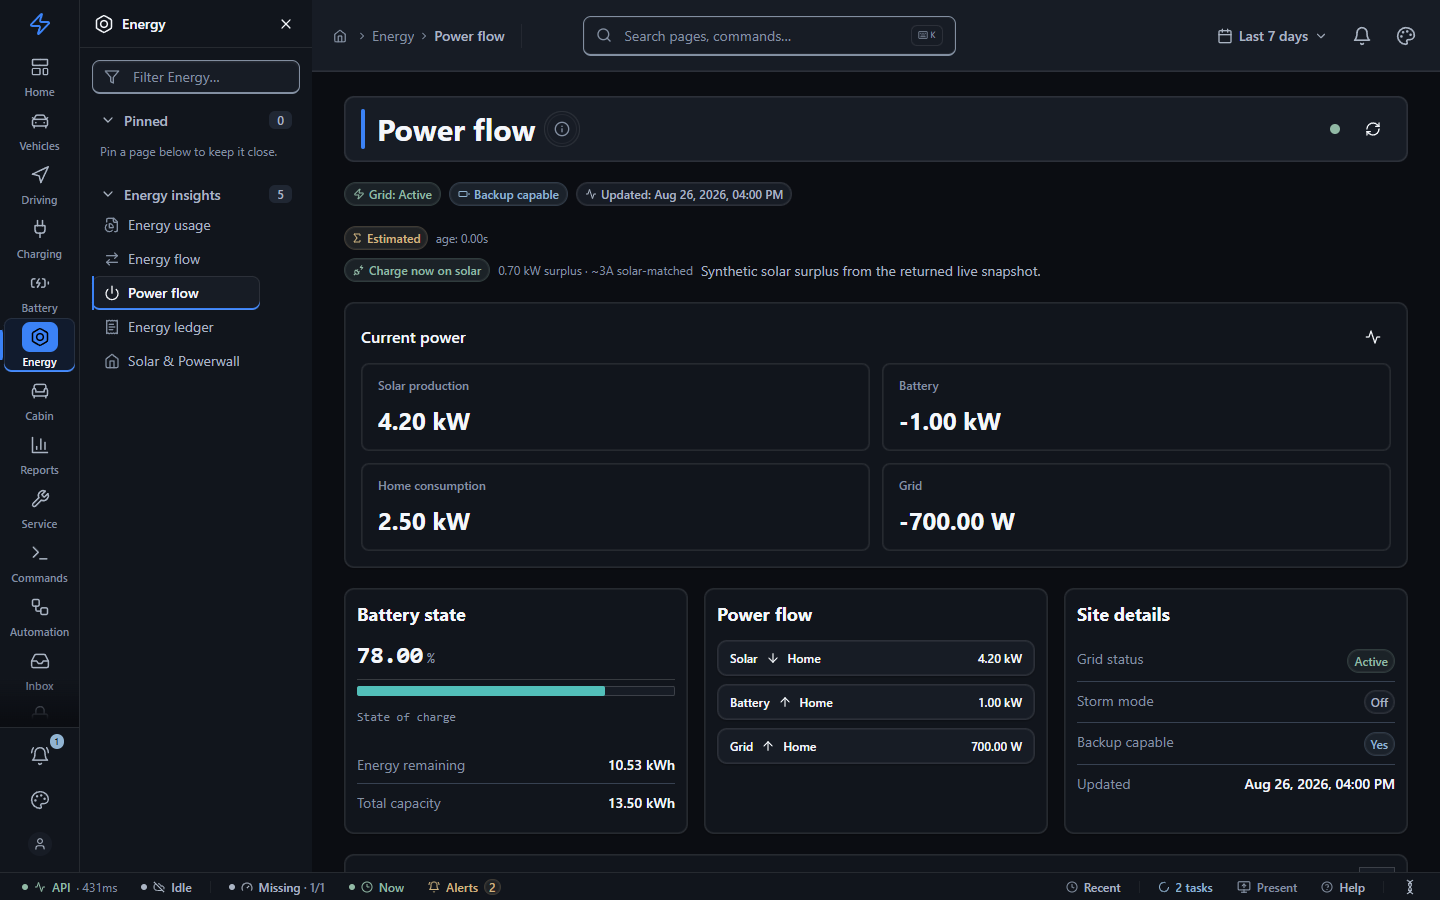 Home
Vehicles
Driving
Charging
Battery
Energy
Cabin
Reports
Service
Commands
Automation
Inbox
1
Energy
Filter Energy...
Pinned 0
Pin a page below to keep it close.
Energy insights 5
Energy usage
Energy flow
Power flow
Energy ledger
Solar & Powerwall
Energy Power flow
Search pages, commands... K
Last 7 days
Power flow
Grid: Active Backup capable Updated: Aug 26, 2026, 04:00 PM
Estimated age: 0.00s
Charge now on solar 0.70 kW surplus · ~3A solar-matched Synthetic solar surplus from the returned live snapshot.
Current power
Solar production
4.20 kW
Battery
-1.00 kW
Home consumption
2.50 kW
Grid
-700.00 W
Battery state
78.00 %
State of charge
Energy remaining 10.53 kWh
Total capacity 13.50 kWh
Power flow
Solar ↓ Home 4.20 kW
Battery ↑ Home 1.00 kW
Grid ↑ Home 700.00 W
Site details
Grid status Active
Storm mode Off
Backup capable Yes
Updated Aug 26, 2026, 04:00 PM
API · 431ms Idle Missing · 1/1 Now Alerts 2 Recent 2 tasks Present Help